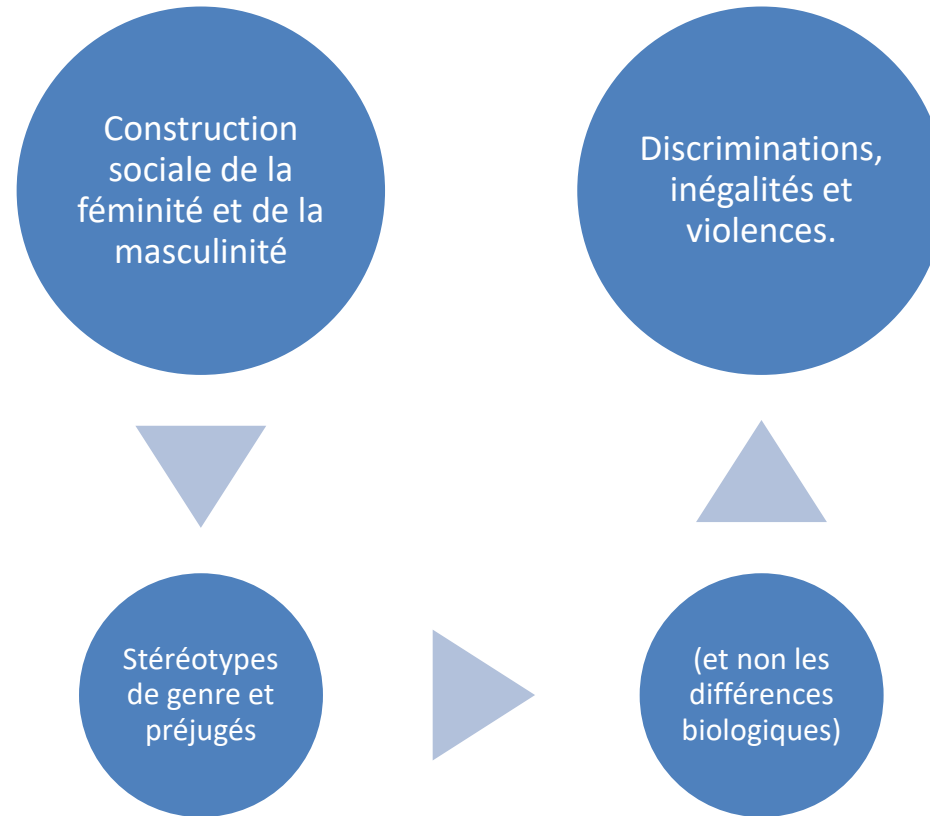 Construction
sociale de la
féminité et de la
masculinité
Stéréotypes
de genre et
préjugés
(et non les
différences
biologiques)
Discriminations,
inégalités et
violences.